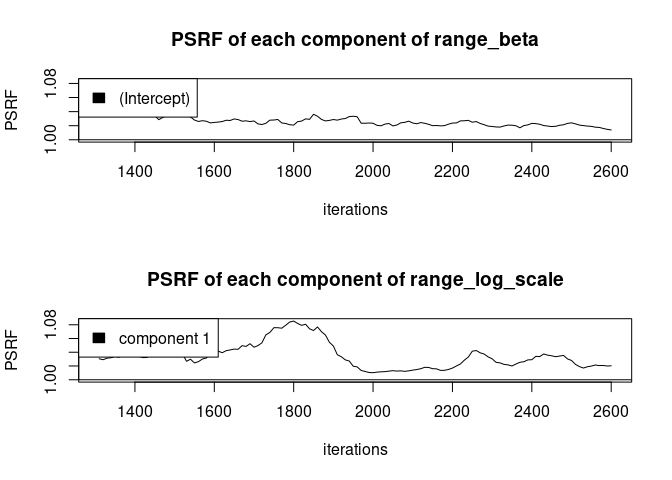 PSRF of each component of range_beta
PSRF
1.00 1.08
(Intercept)
1400 1600 1800 2000 2200 2400 2600
iterations
PSRF of each component of range_log_scale
PSRF
1.00 1.08
component 1
1400 1600 1800 2000 2200 2400 2600
iterations